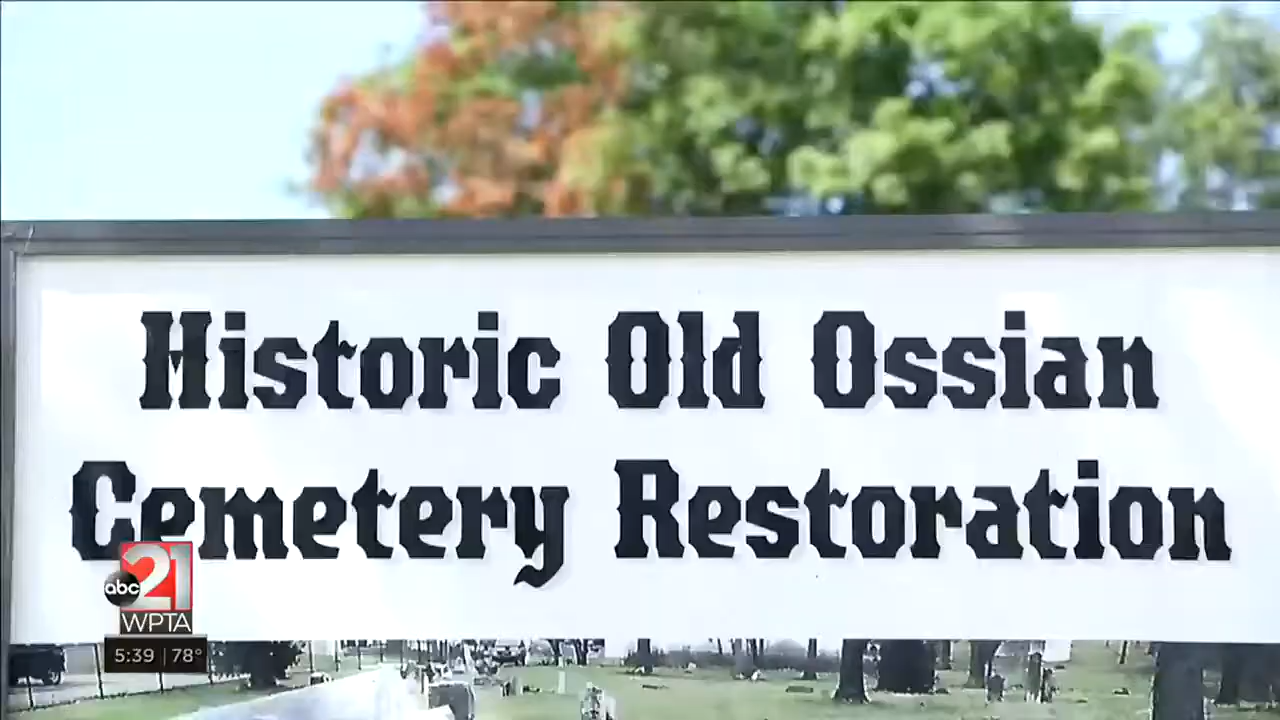 Historic Old Ossian
Cemetery Restoration
abc 21
WPTA
5:39 | 78°